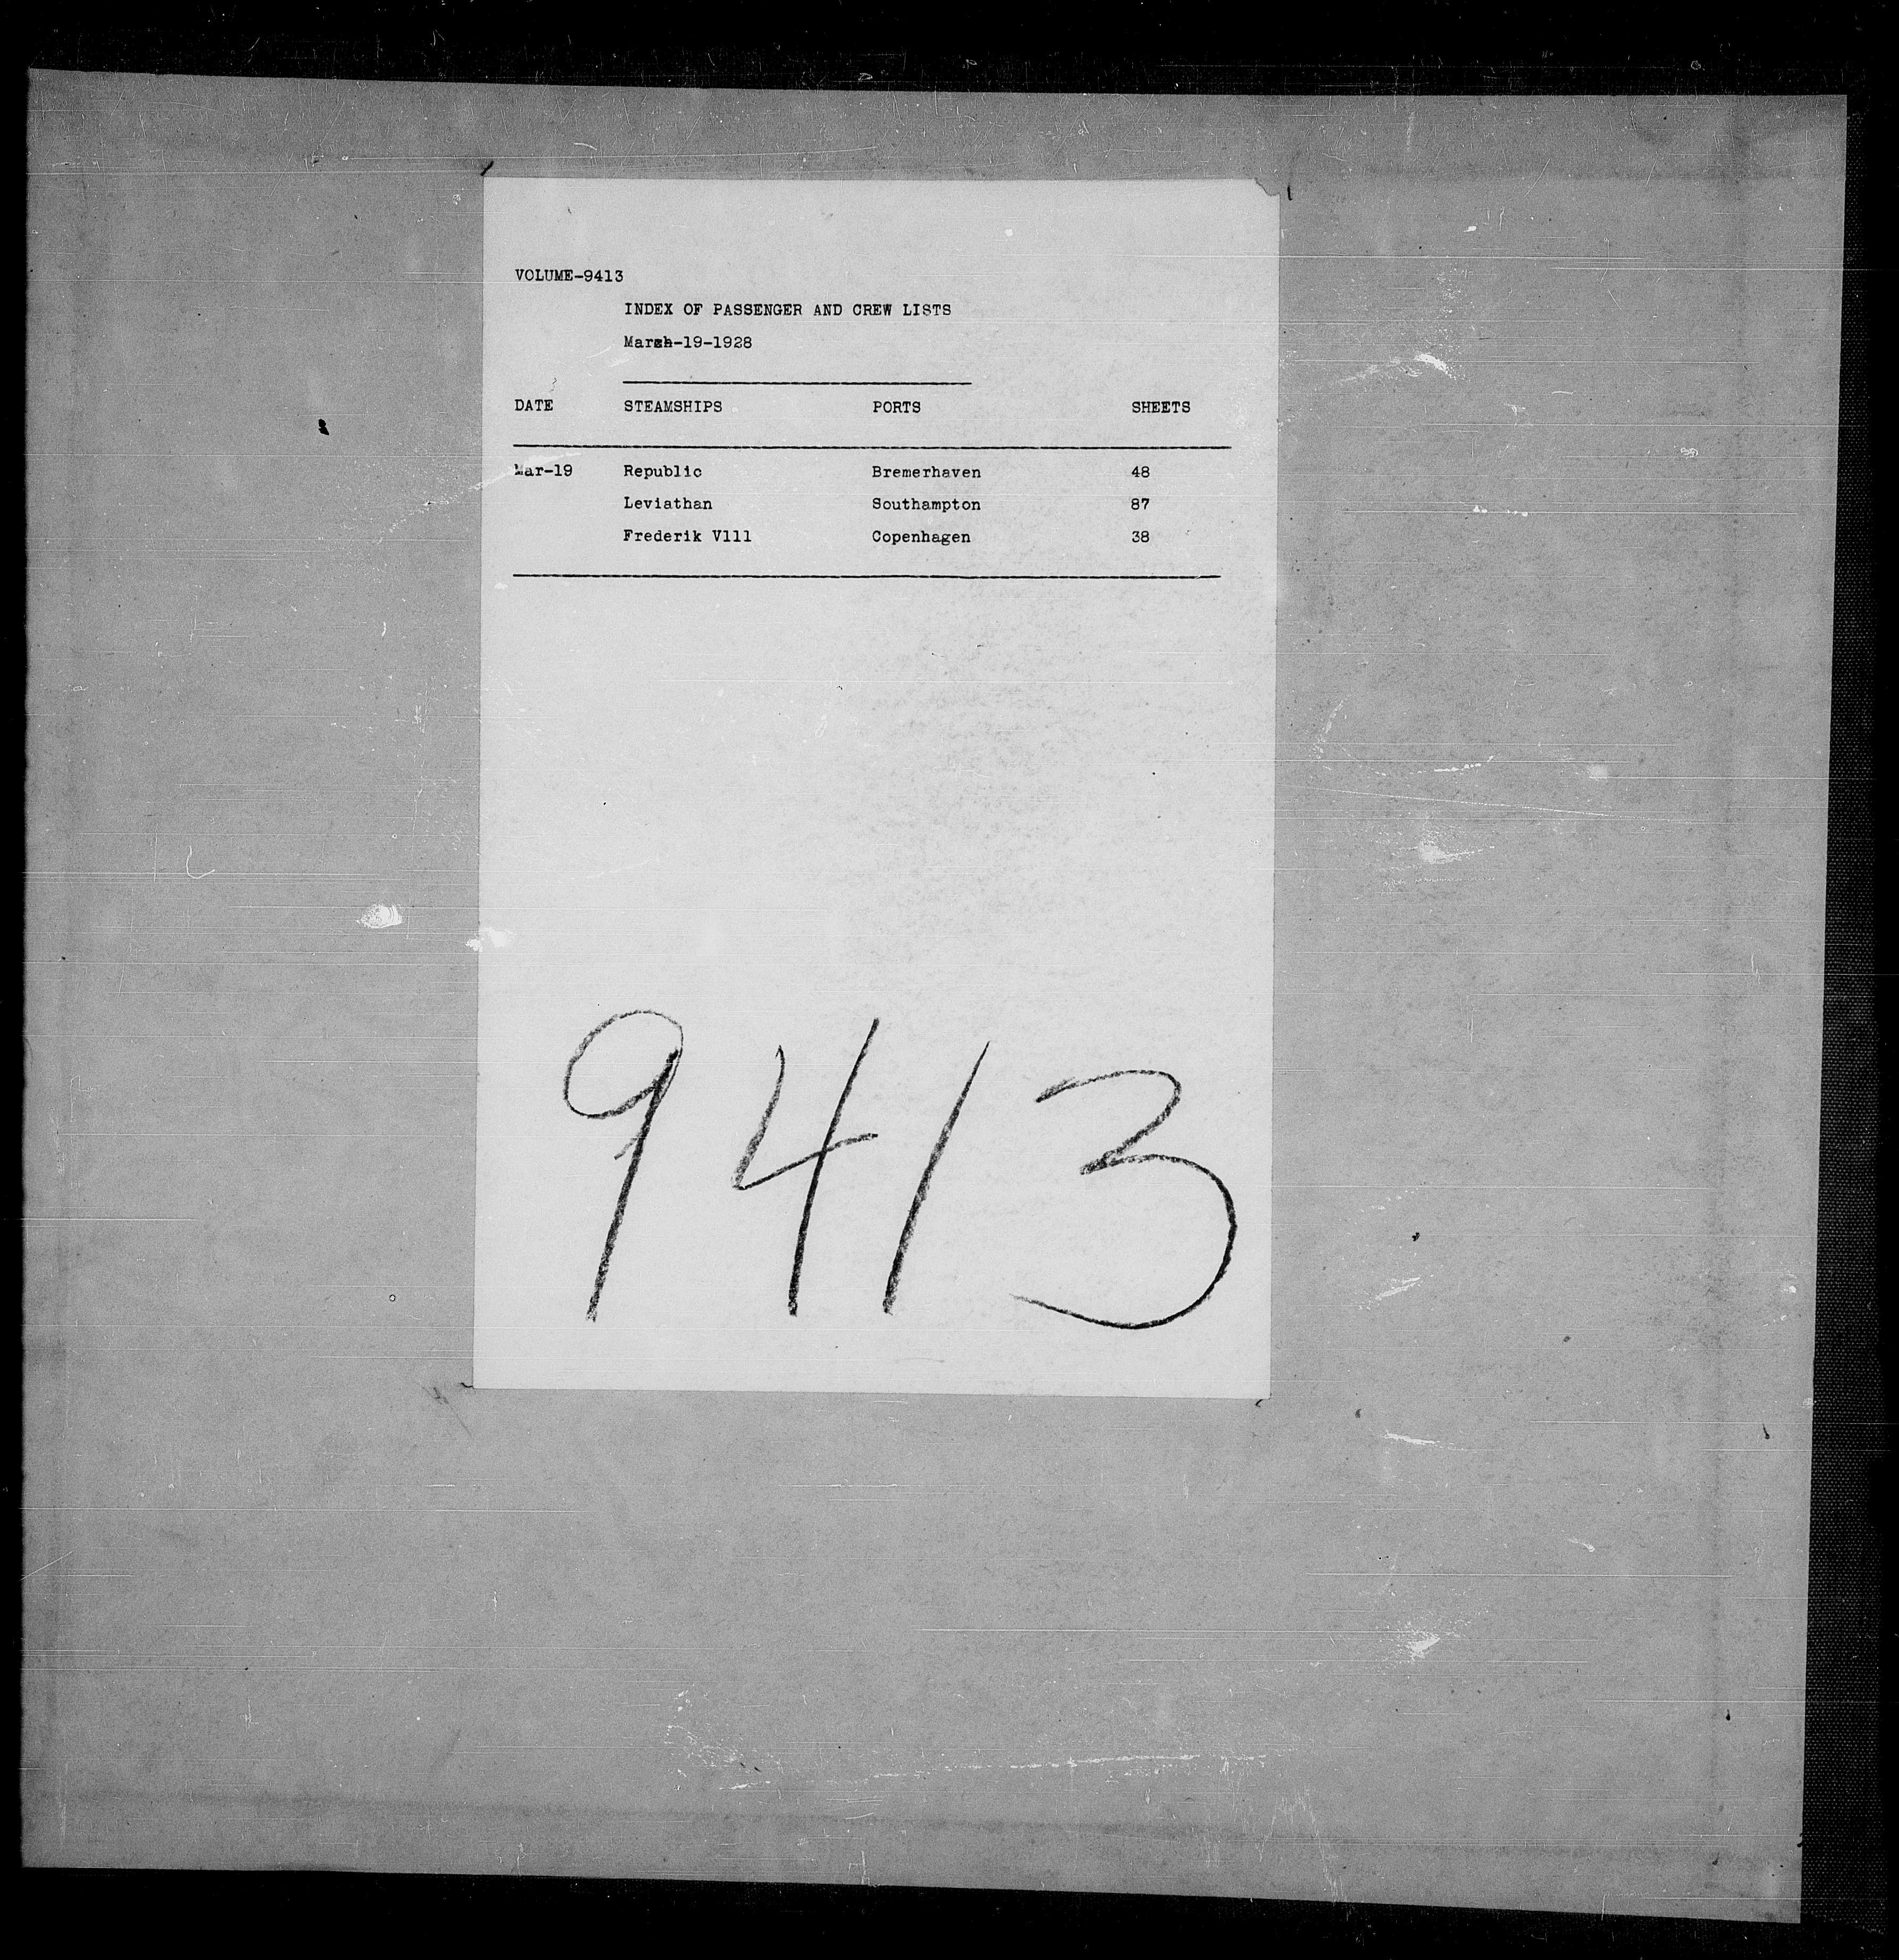 VOLUME-9413
INDEX OF PASSENGER AND CREW LISTS
March-19-1928
DATE STEAMSHIPS PORTS SHEETS
Mar-19 Republic Bremerhaven 48
Leviathan Southampton 87
Frederik V111 Copenhagen 38
9413